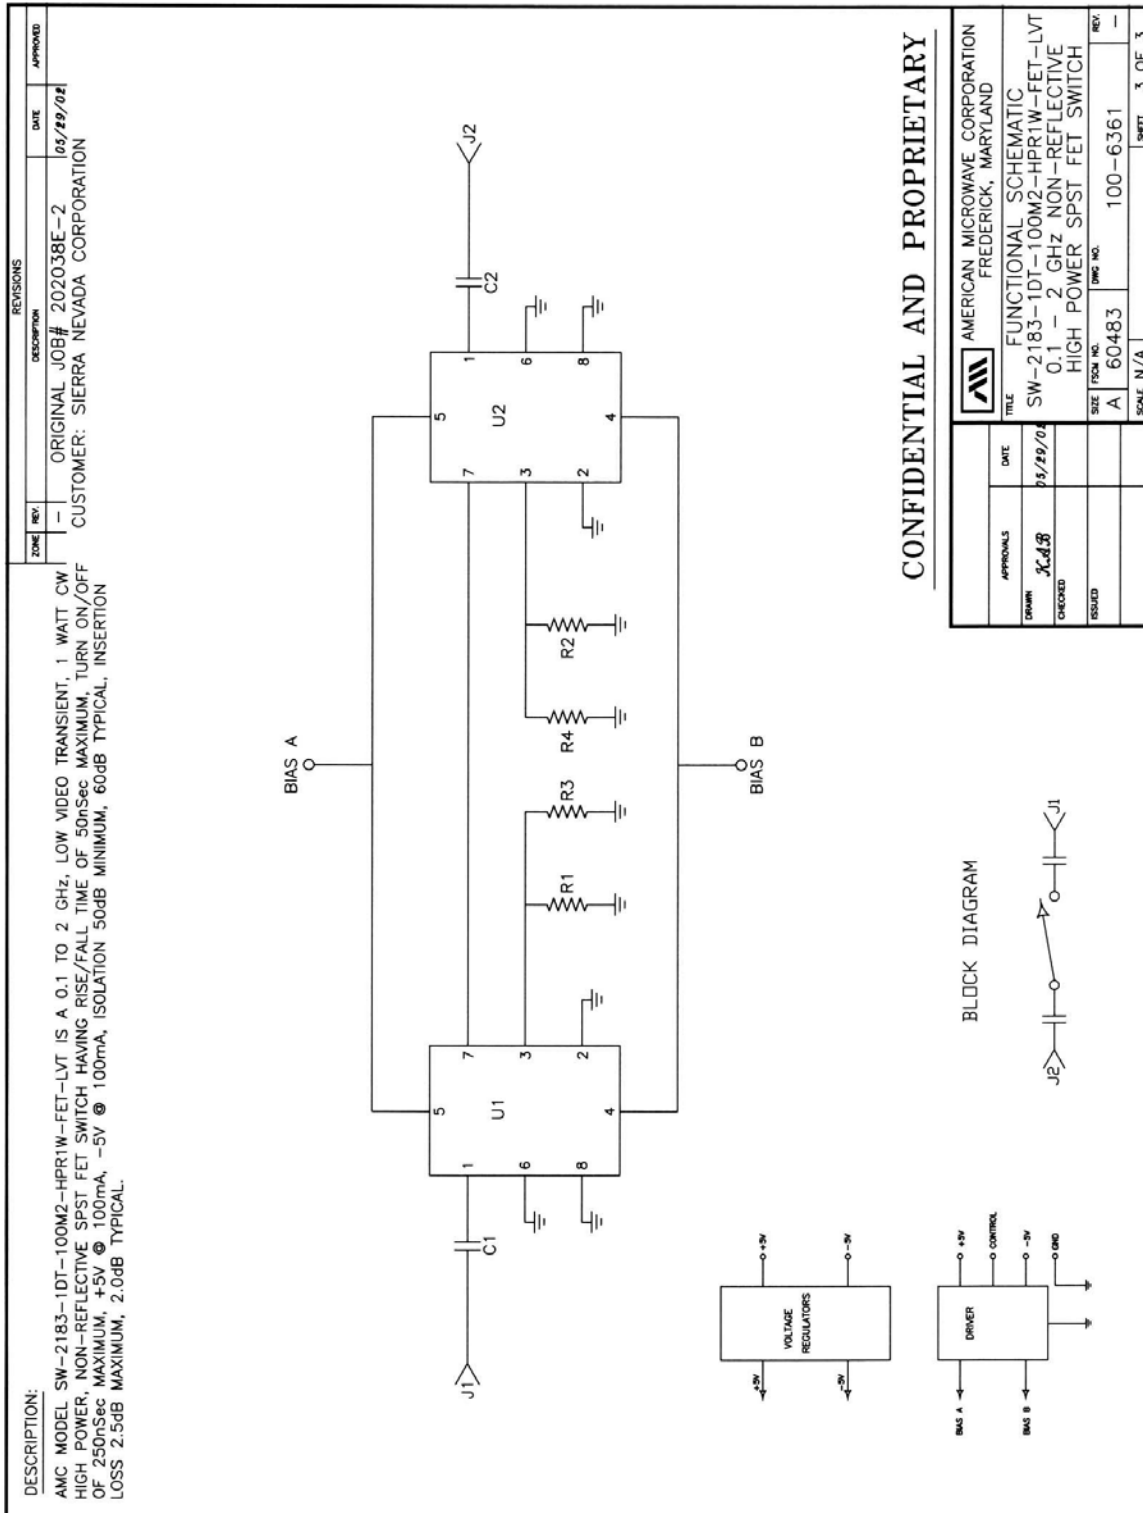 DESCRIPTION:
AMC MODEL SW-2183-1DT-100M2-HPR1W-FET-LVT IS A 0.1 TO 2 GHz, LOW VIDEO TRANSIENT, 1 WATT CW
HIGH POWER, NON-REFLECTIVE SPST FET SWITCH HAVING RISE/FALL TIME OF 50nSec MAXIMUM, TURN ON/OFF
OF 250nSec MAXIMUM, +5V @ 100mA, -5V @ 100mA, ISOLATION 50dB MINIMUM, 60dB TYPICAL, INSERTION
LOSS 2.5dB MAXIMUM, 2.0dB TYPICAL.
REVISIONS
ZONE REV. DESCRIPTION DATE APPROVED
- ORIGINAL JOB# 202038E-2 05/29/02
CUSTOMER: SIERRA NEVADA CORPORATION
BIAS A
5 5
J1 C1 1 7 7 1 C2 J2
U1 U2
6 3 3 6
R1 R3 R4 R2
8 2 2 8
4 4
BIAS B
VOLTAGE
REGULATORS
+5V +5V
-5V -5V
DRIVER
BIAS A +5V
CONTROL
BIAS B -5V
GND
BLOCK DIAGRAM
J2 J1
CONFIDENTIAL AND PROPRIETARY
APPROVALS DATE
DRAWN KAB 05/29/02
CHECKED
ISSUED
AMERICAN MICROWAVE CORPORATION
FREDERICK, MARYLAND
TITLE
FUNCTIONAL SCHEMATIC
SW-2183-1DT-100M2-HPR1W-FET-LVT
0.1 - 2 GHz NON-REFLECTIVE
HIGH POWER SPST FET SWITCH
SIZE FSCM NO. DWG NO. REV.
A 60483 100-6361 -
SCALE N/A SHEET 3 OF 3